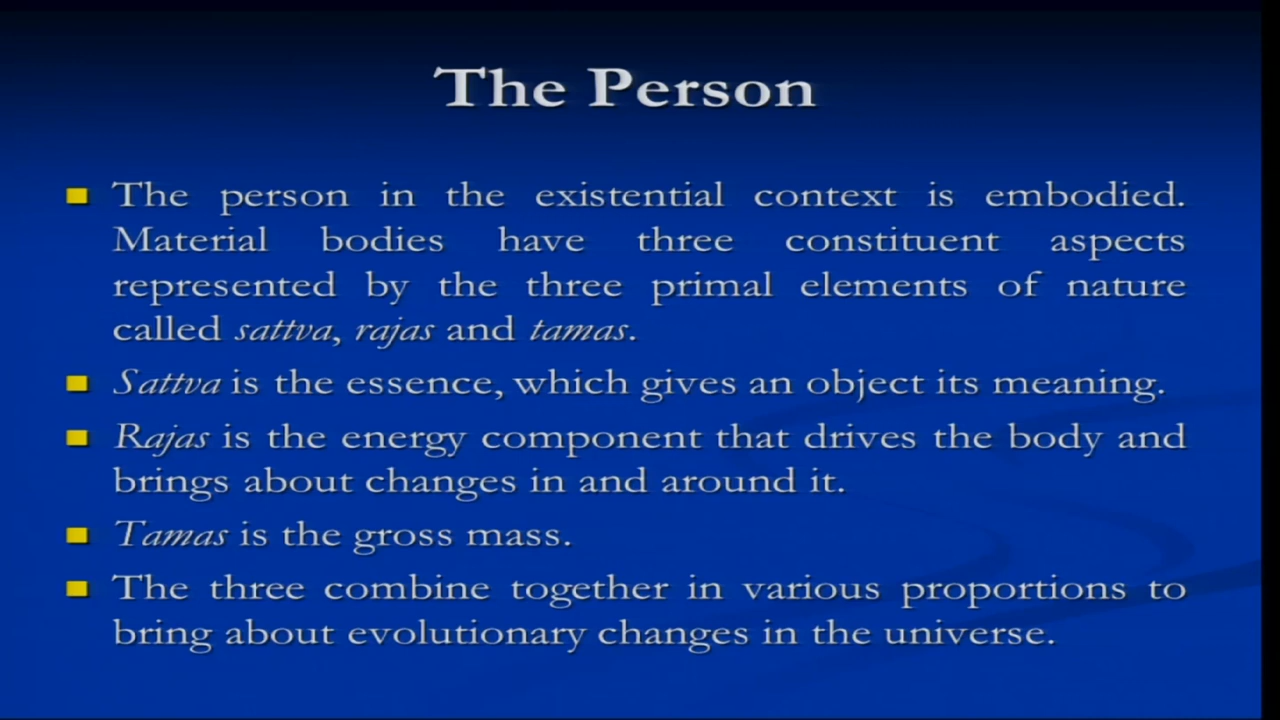 The Person
The person in the existential context is embodied.
Material bodies have three constituent aspects
represented by the three primal elements of nature
called sattva, rajas and tamas.
Sattva is the essence, which gives an object its meaning.
Rajas is the energy component that drives the body and
brings about changes in and around it.
Tamas is the gross mass.
The three combine together in various proportions to
bring about evolutionary changes in the universe.